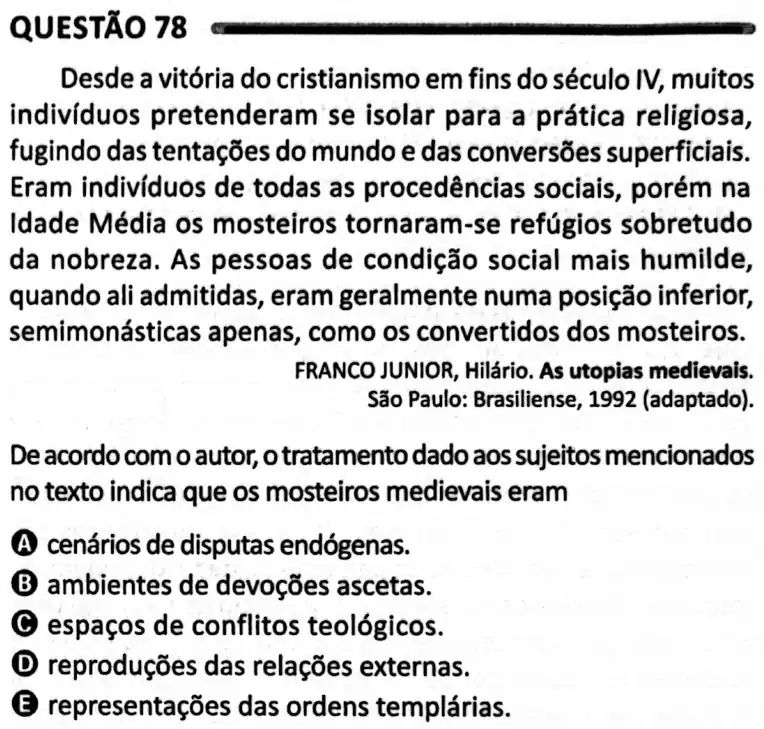 QUESTÃO 78
Desde a vitória do cristianismo em fins do século IV, muitos
indivíduos pretenderam se isolar para a prática religiosa,
fugindo das tentações do mundo e das conversões superficiais.
Eram indivíduos de todas as procedências sociais, porém na
Idade Média os mosteiros tornaram-se refúgios sobretudo
da nobreza. As pessoas de condição social mais humilde,
quando ali admitidas, eram geralmente numa posição inferior,
semimonásticas apenas, como os convertidos dos mosteiros.
FRANCO JUNIOR, Hilário. As utopias medievais.
São Paulo: Brasiliense, 1992 (adaptado).
De acordo com o autor, o tratamento dado aos sujeitos mencionados
no texto indica que os mosteiros medievais eram
A cenários de disputas endógenas.
B ambientes de devoções ascetas.
C espaços de conflitos teológicos.
D reproduções das relações externas.
E representações das ordens templárias.